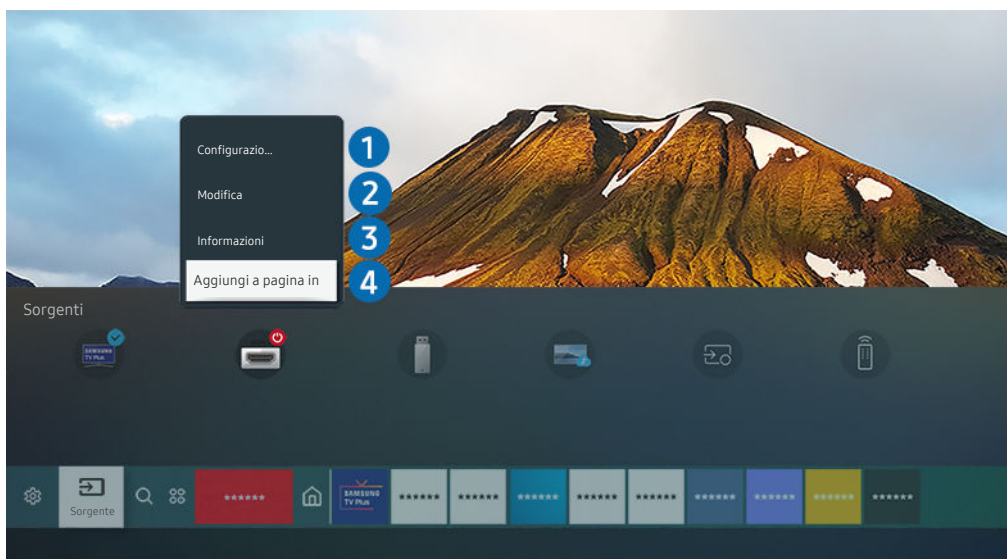 Configurazio...
1
Modifica
2
Informazioni
3
Aggiungi a pagina in
4
Sorgenti
SAMSUNG
TV Plus
Sorgente
******
SAMSUNG
TV Plus
******
******
******
******
******
******
******
******
******